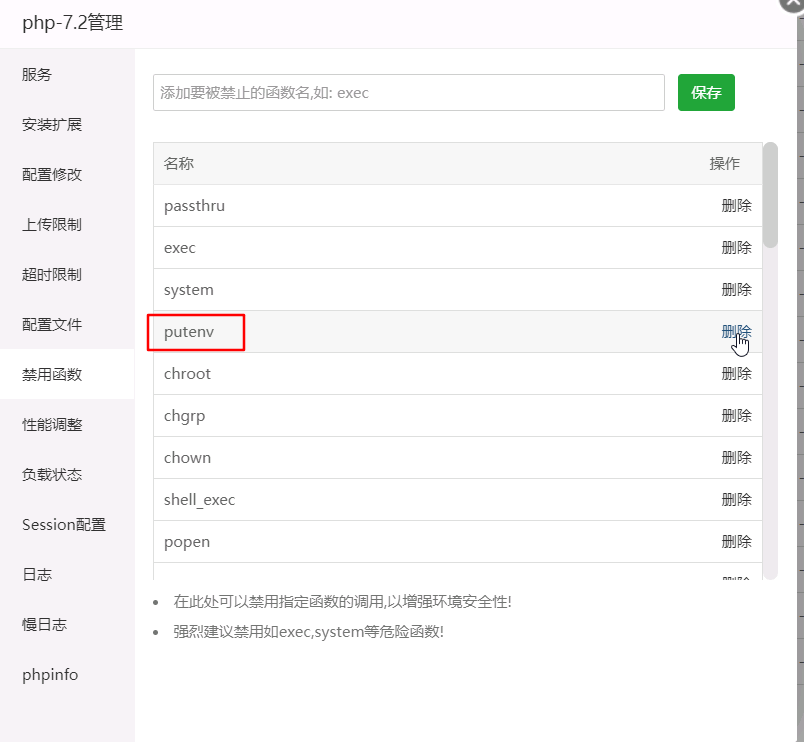 php-7.2管理
服务
安装扩展
配置修改
上传限制
超时限制
配置文件
禁用函数
性能调整
负载状态
Session配置
日志
慢日志
phpinfo
添加要被禁止的函数名,如: exec
保存
名称 操作
passthru 删除
exec 删除
system 删除
putenv 删除
chroot 删除
chgrp 删除
chown 删除
shell_exec 删除
popen 删除
在此处可以禁用指定函数的调用,以增强环境安全性!
强烈建议禁用如exec,system等危险函数!